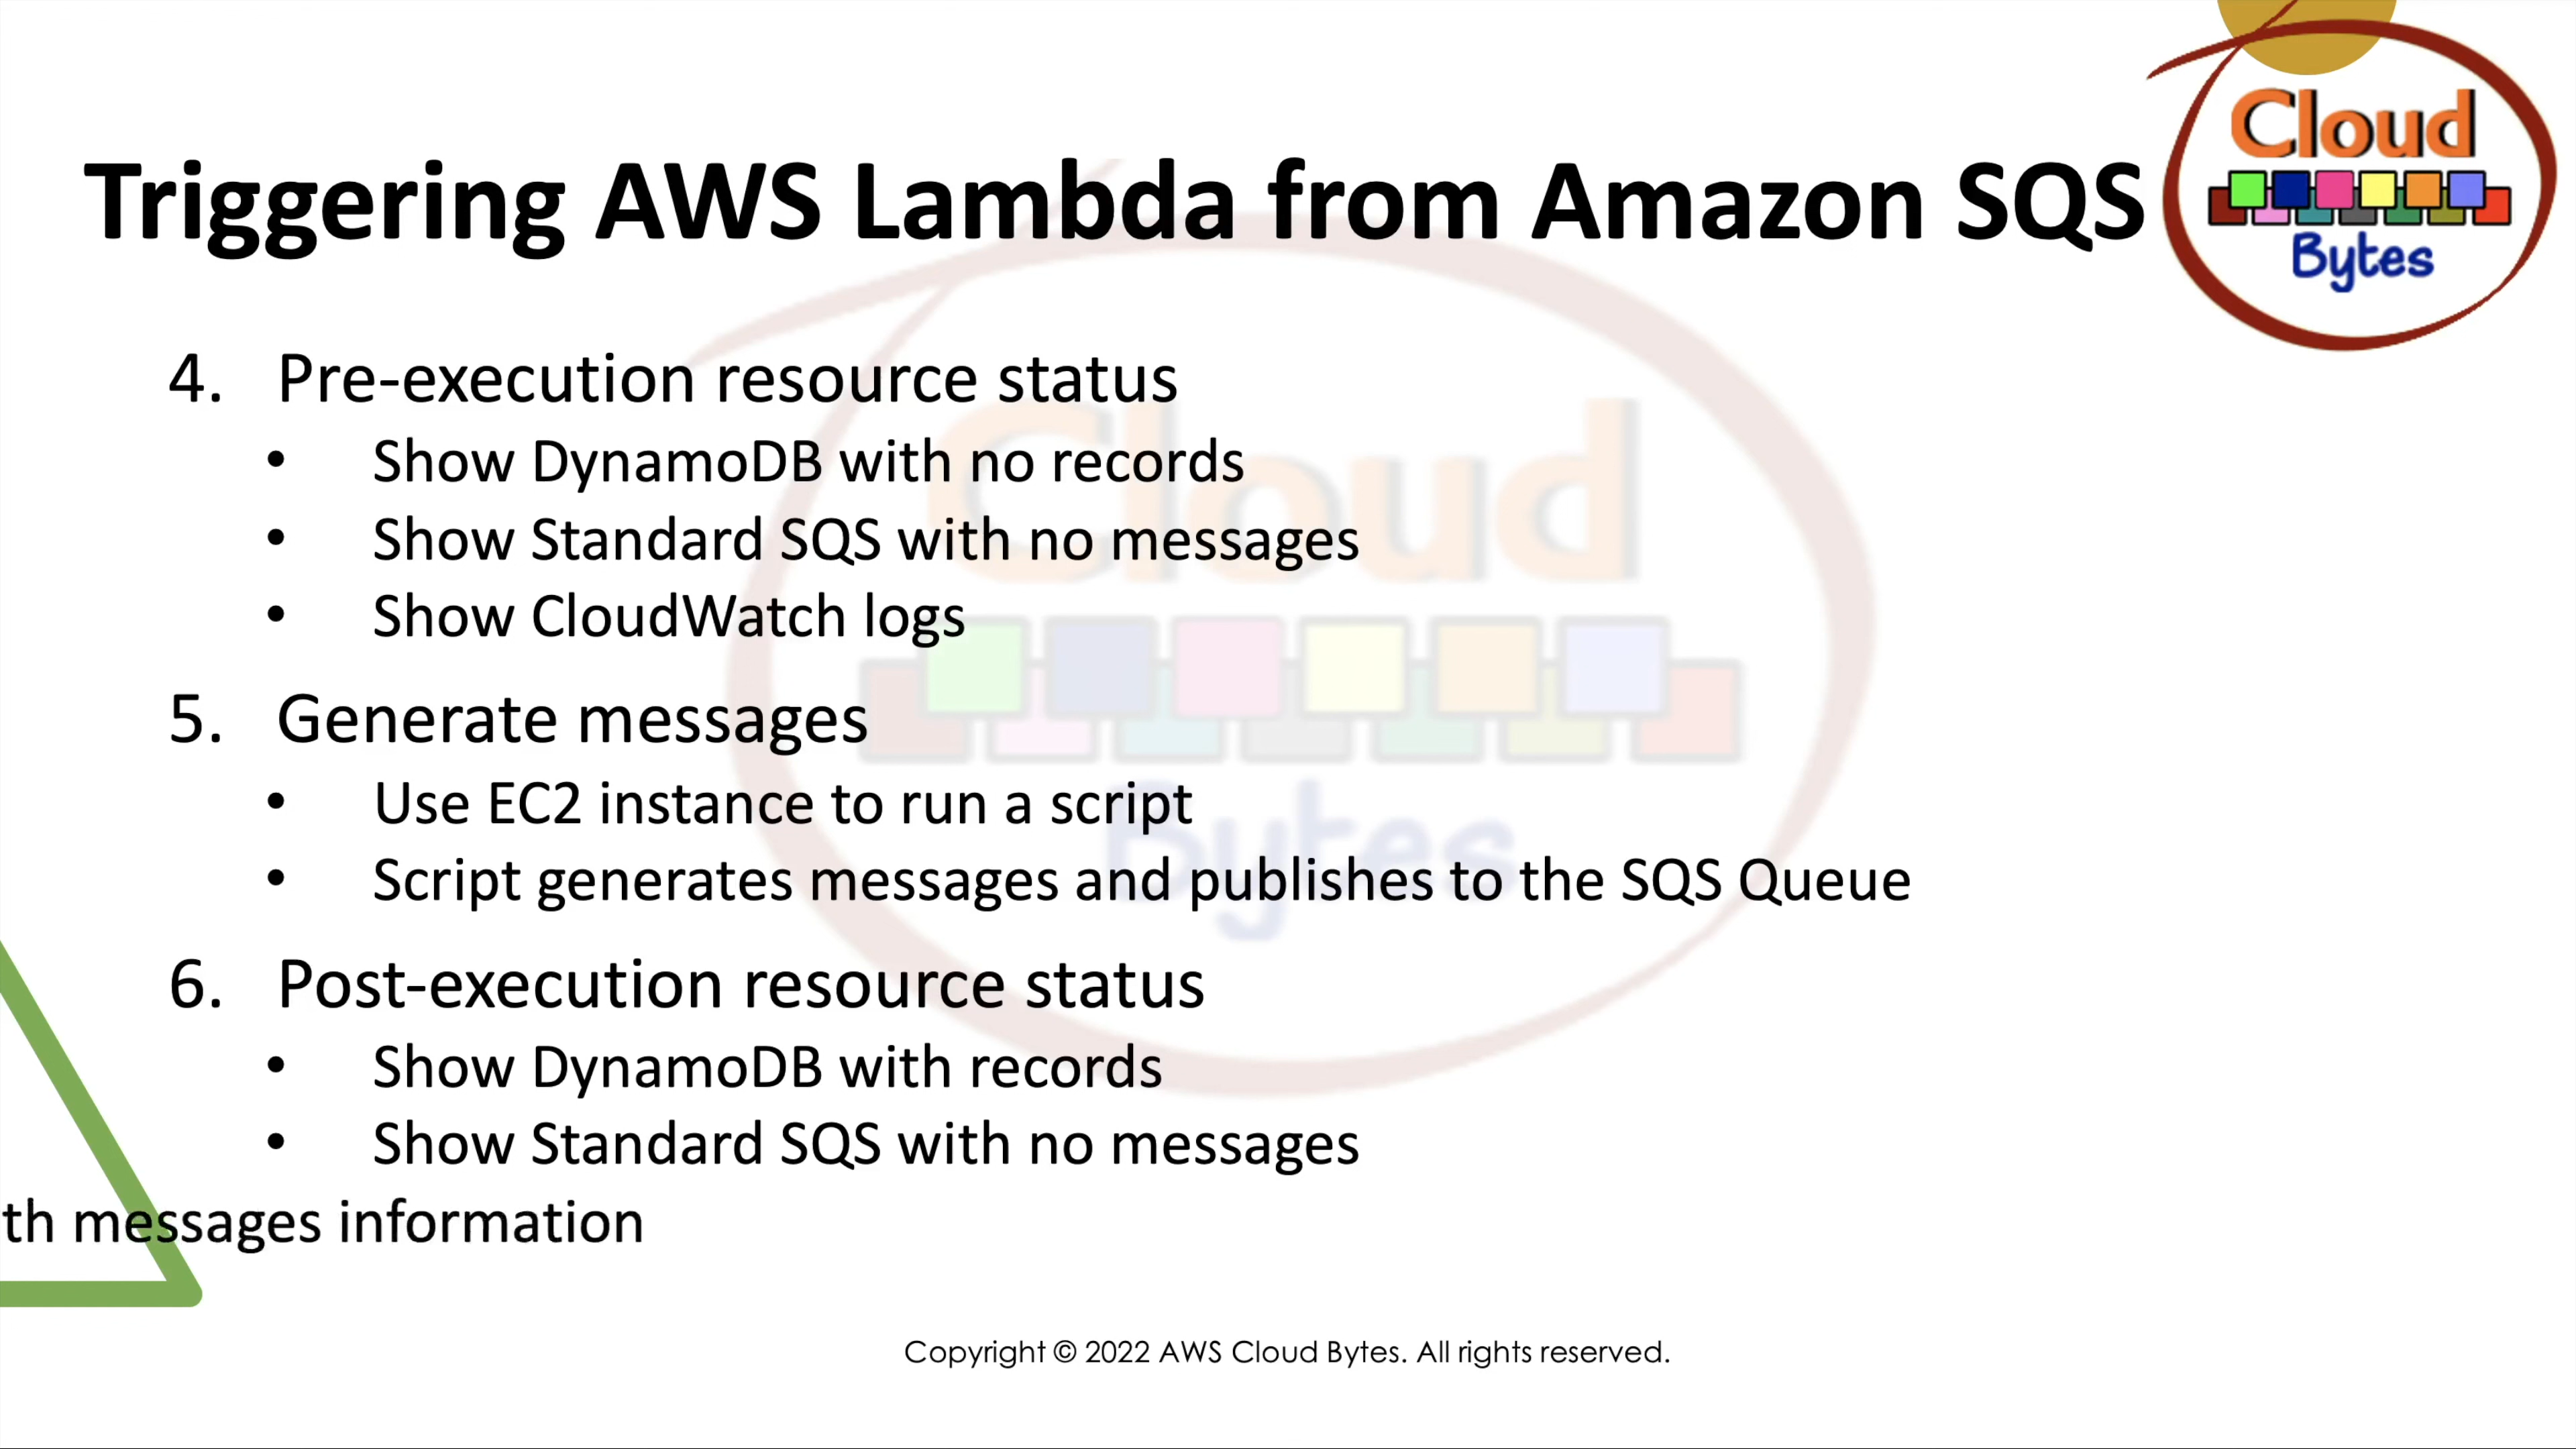 Triggering AWS Lambda from Amazon SQS
Cloud
Bytes
4. Pre-execution resource status
• Show DynamoDB with no records
• Show Standard SQS with no messages
• Show CloudWatch logs
5. Generate messages
• Use EC2 instance to run a script
• Script generates messages and publishes to the SQS Queue
6. Post-execution resource status
• Show DynamoDB with records
• Show Standard SQS with no messages
th messages information
Cloud
Bytes
Copyright © 2022 AWS Cloud Bytes. All rights reserved.